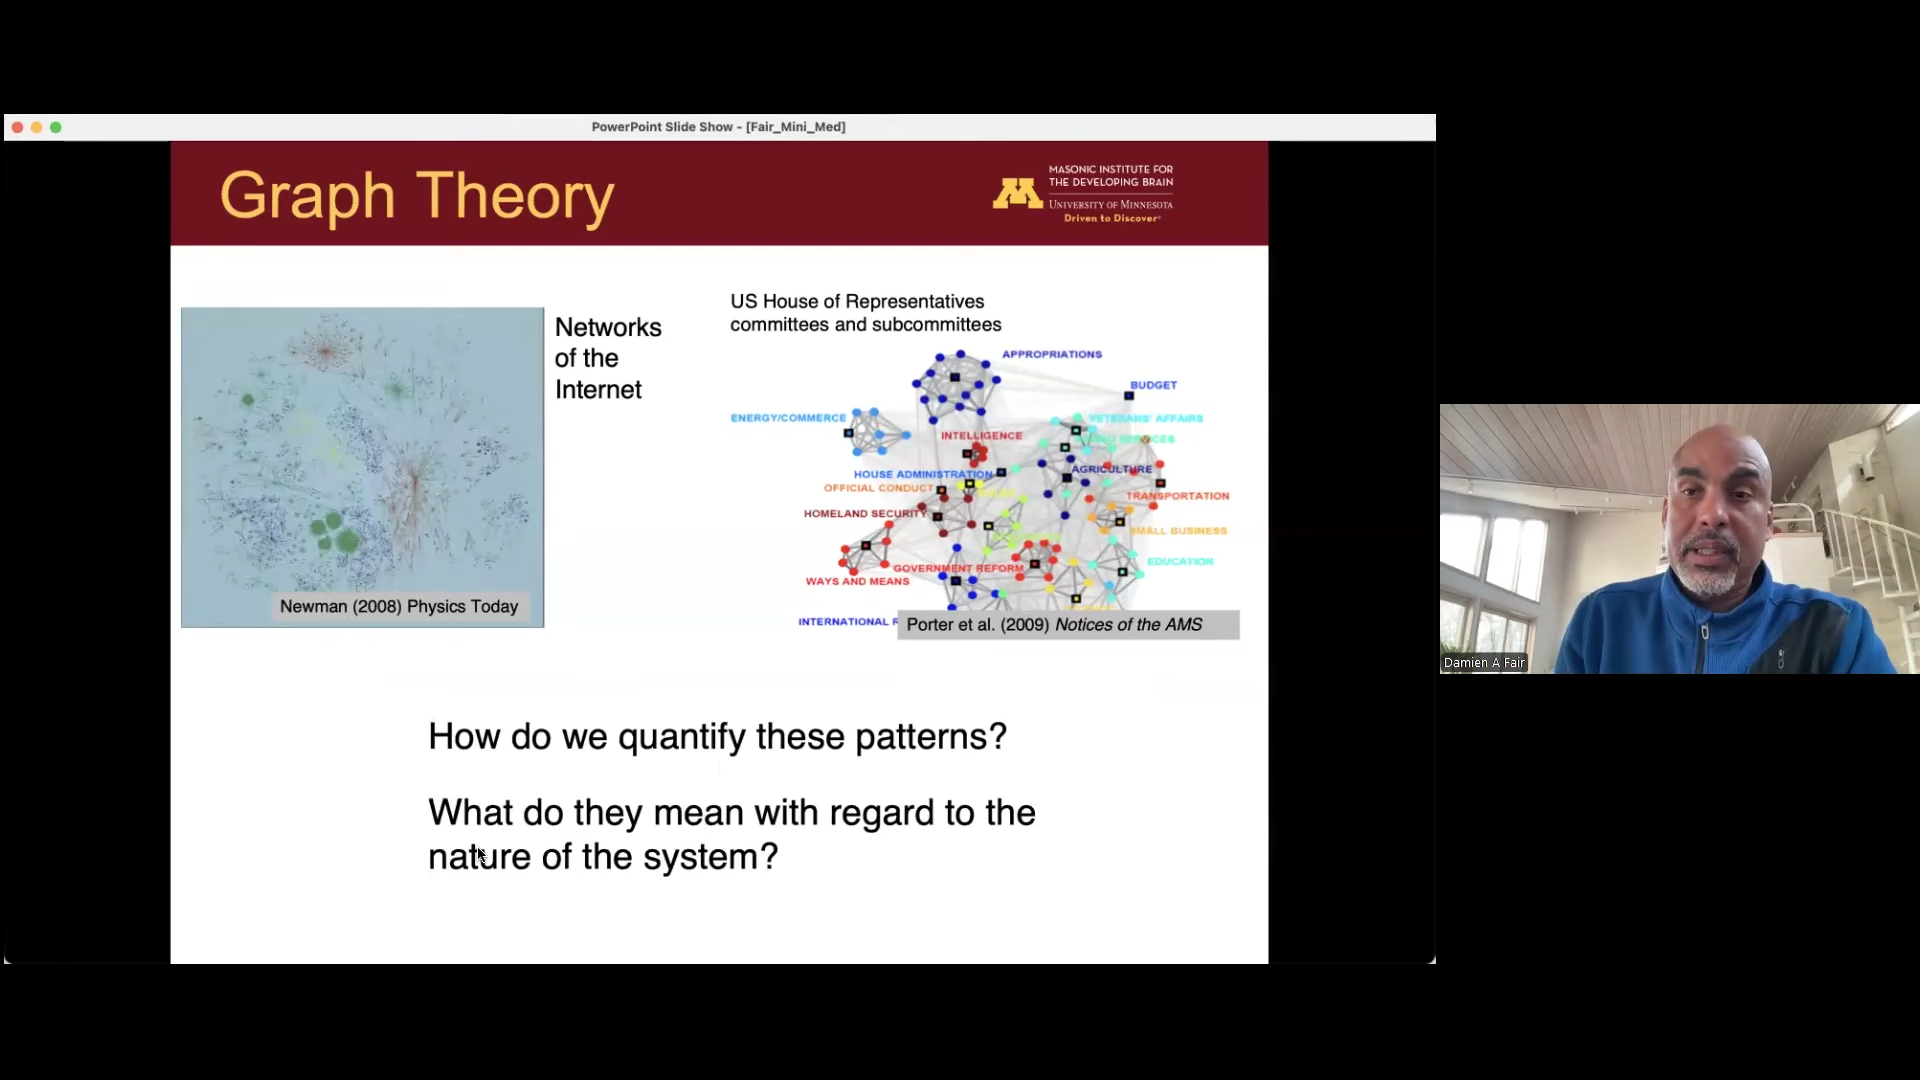 PowerPoint Slide Show - [Fair_Mini_Med]
Graph Theory
MASONIC INSTITUTE FOR
THE DEVELOPING BRAIN
UNIVERSITY OF MINNESOTA
Driven to Discover®
Networks
of the
Internet
Newman (2008) Physics Today
US House of Representatives
committees and subcommittees
APPROPRIATIONS
BUDGET
ENERGY/COMMERCE
VETERANS' AFFAIRS
INTELLIGENCE
HOUSE ADMINISTRATION
AGRICULTURE
OFFICIAL CONDUCT
TRANSPORTATION
HOMELAND SECURITY
SMALL BUSINESS
EDUCATION
GOVERNMENT REFORM
WAYS AND MEANS
INTERNATIONAL
Porter et al. (2009) Notices of the AMS
How do we quantify these patterns?
What do they mean with regard to the
nature of the system?
Damien A Fair